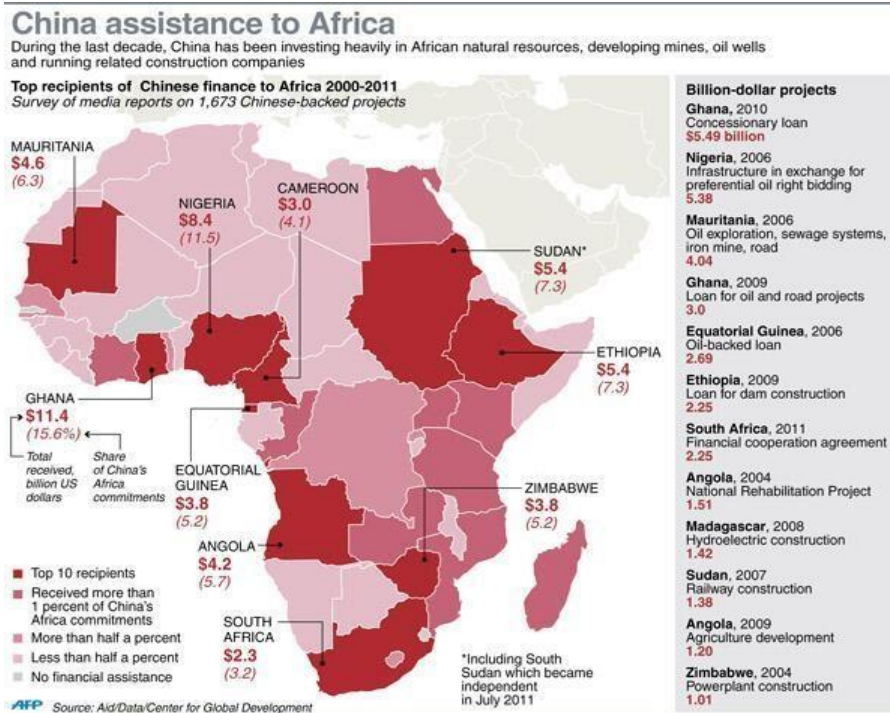 China assistance to Africa
During the last decade, China has been investing heavily in African natural resources, developing mines, oil wells
and running related construction companies
Top recipients of Chinese finance to Africa 2000-2011
Survey of media reports on 1,673 Chinese-backed projects
MAURITANIA
$4.6
(6.3)
NIGERIA
$8.4
(11.5)
CAMEROON
$3.0
(4.1)
SUDAN*
$5.4
(7.3)
ETHIOPIA
$5.4
(7.3)
GHANA
$11.4
(15.6%)
Total
received,
billion US
dollars
Share
of China's
Africa
commitments
EQUATORIAL
GUINEA
$3.8
(5.2)
ZIMBABWE
$3.8
(5.2)
ANGOLA
$4.2
(5.7)
SOUTH
AFRICA
$2.3
(3.2)
Top 10 recipients
Received more than
1 percent of China's
Africa commitments
More than half a percent
Less than half a percent
No financial assistance
*Including South
Sudan which became
independent
in July 2011
AFP Source: Aid/Data/Center for Global Development
Billion-dollar projects
Ghana, 2010
Concessionary loan
$5.49 billion
Nigeria, 2006
Infrastructure in exchange for
preferential oil right bidding
5.38
Mauritania, 2006
Oil exploration, sewage systems,
iron mine, road
4.04
Ghana, 2009
Loan for oil and road projects
3.0
Equatorial Guinea, 2006
Oil-backed loan
2.69
Ethiopia, 2009
Loan for dam construction
2.25
South Africa, 2011
Financial cooperation agreement
2.25
Angola, 2004
National Rehabilitation Project
1.51
Madagascar, 2008
Hydroelectric construction
1.42
Sudan, 2007
Railway construction
1.38
Angola, 2009
Agriculture development
1.20
Zimbabwe, 2004
Powerplant construction
1.01